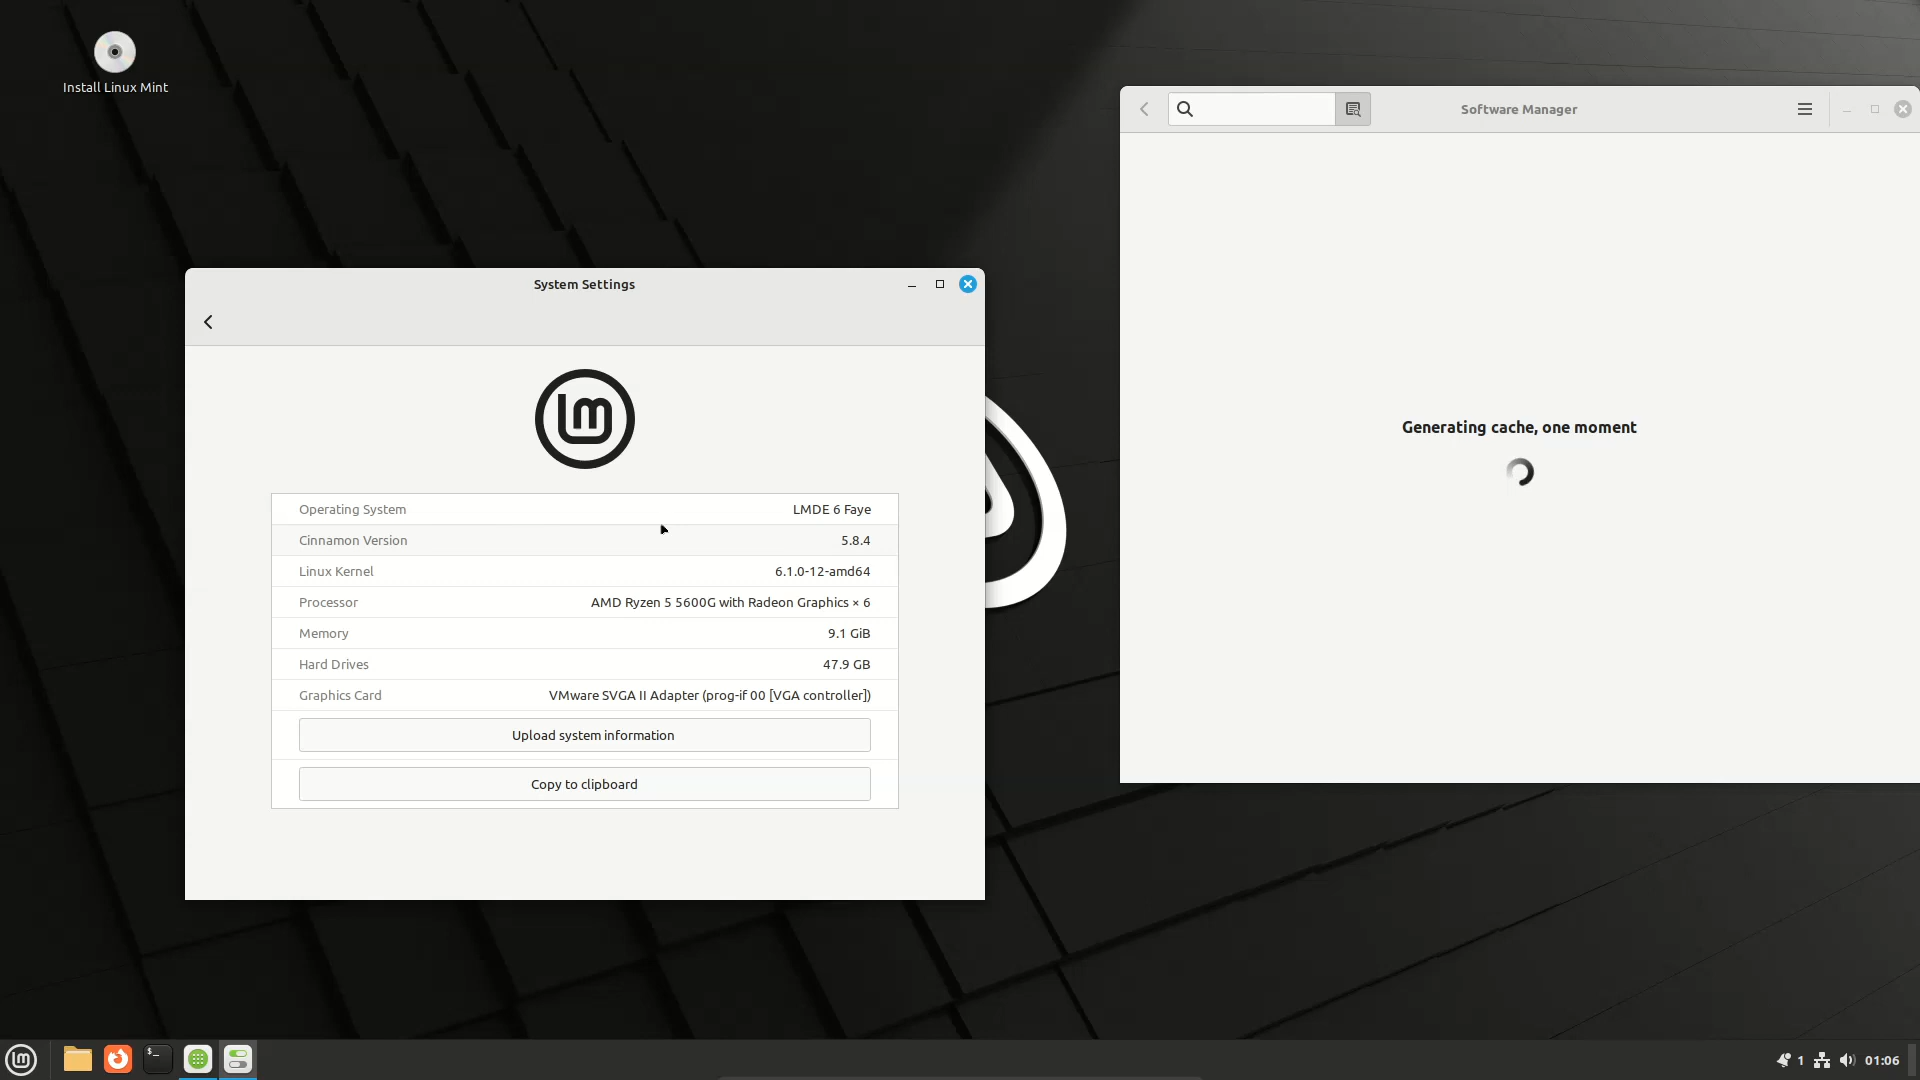 Install Linux Mint
Software Manager
Generating cache, one moment
System Settings
lm
Operating System LMDE 6 Faye
Cinnamon Version 5.8.4
Linux Kernel 6.1.0-12-amd64
Processor AMD Ryzen 5 5600G with Radeon Graphics × 6
Memory 9.1 GiB
Hard Drives 47.9 GB
Graphics Card VMware SVGA II Adapter (prog-if 00 [VGA controller])
Upload system information
Copy to clipboard
lm $_ 1 01:06